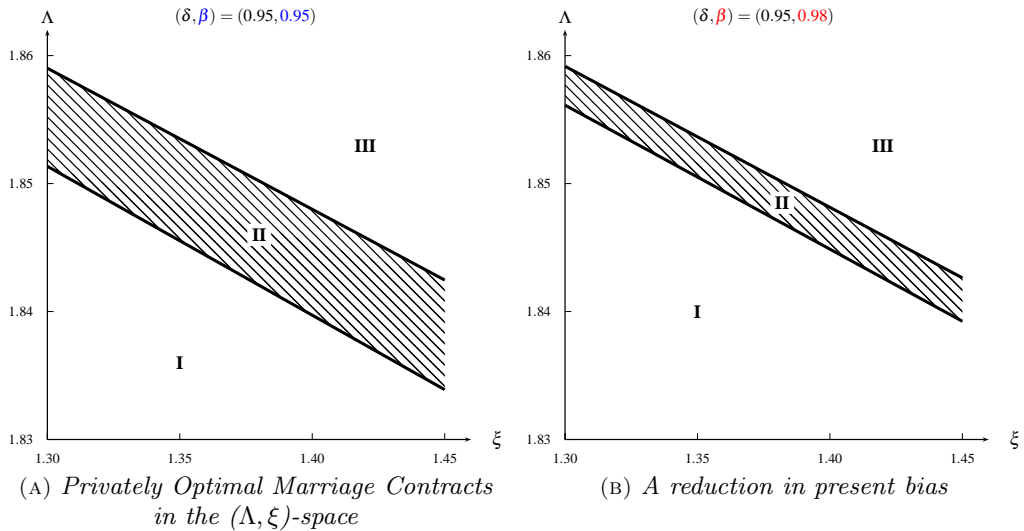 Λ
(δ,β) = (0.95,0.95)
1.86
1.85
1.84
1.83
III
II
I
1.30
1.35
1.40
1.45
ξ
(A) Privately Optimal Marriage Contracts
in the (Λ, ξ)-space
Λ
(δ,β) = (0.95,0.98)
1.86
1.85
1.84
1.83
III
II
I
1.30
1.35
1.40
1.45
ξ
(B) A reduction in present bias